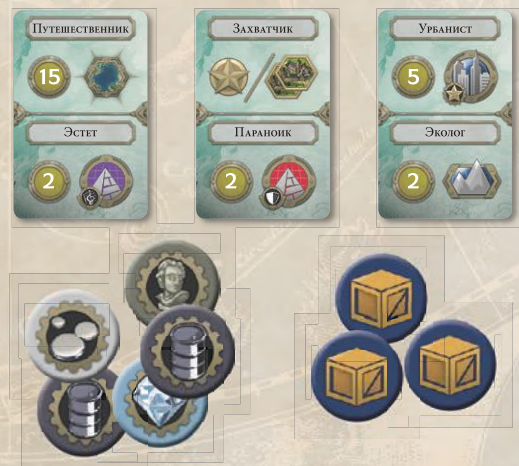 Путешественник
15
Эстет
2
Захватчик
Параноик
2
Урбанист
5
Эколог
2